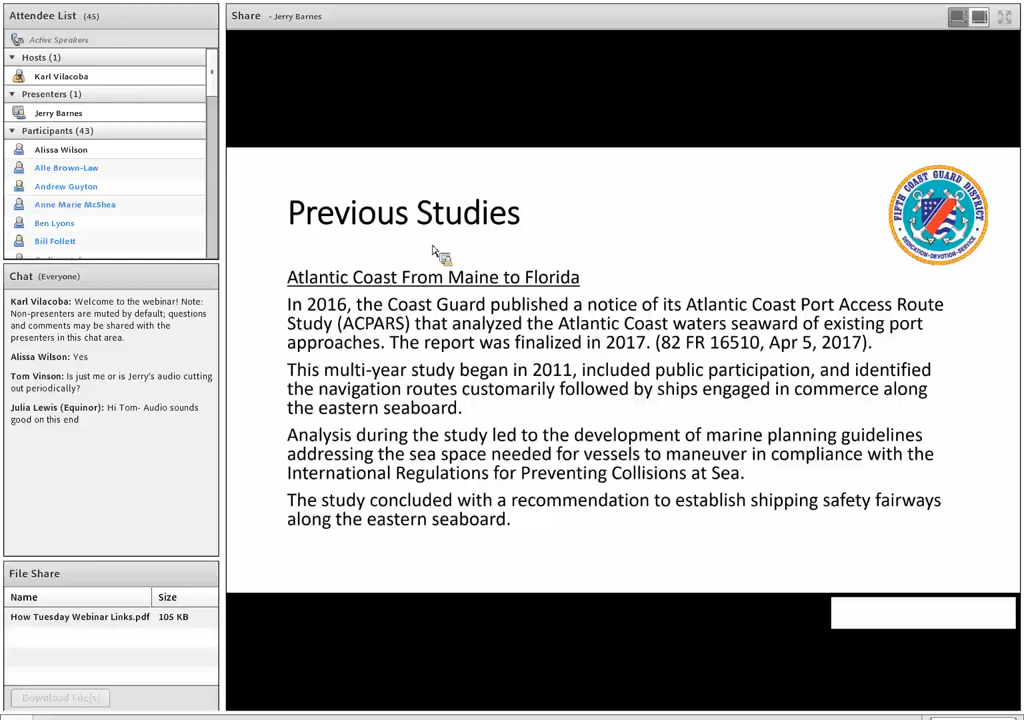 Attendee List (45)
Active Speakers
Hosts (1)
Karl Vilacoba
Presenters (1)
Jerry Barnes
Participants (43)
Alissa Wilson
Alle Brown-Law
Andrew Guyton
Anne Marie McShea
Ben Lyons
Bill Follett
Chat (Everyone)
Karl Vilacoba: Welcome to the webinar! Note:
Non-presenters are muted by default; questions
and comments may be shared with the
presenters in this chat area.
Alissa Wilson: Yes
Tom Vinson: Is just me or is Jerry's audio cutting
out periodically?
Julia Lewis (Equinor): Hi Tom- Audio sounds
good on this end
File Share
Name Size
How Tuesday Webinar Links.pdf 105 KB
Download File(s)
Share - Jerry Barnes
FIFTH COAST GUARD DISTRICT
DEDICATION-DEVOTION-SERVICE
Previous Studies
Atlantic Coast From Maine to Florida
In 2016, the Coast Guard published a notice of its Atlantic Coast Port Access Route
Study (ACPARS) that analyzed the Atlantic Coast waters seaward of existing port
approaches. The report was finalized in 2017. (82 FR 16510, Apr 5, 2017).
This multi-year study began in 2011, included public participation, and identified
the navigation routes customarily followed by ships engaged in commerce along
the eastern seaboard.
Analysis during the study led to the development of marine planning guidelines
addressing the sea space needed for vessels to maneuver in compliance with the
International Regulations for Preventing Collisions at Sea.
The study concluded with a recommendation to establish shipping safety fairways
along the eastern seaboard.